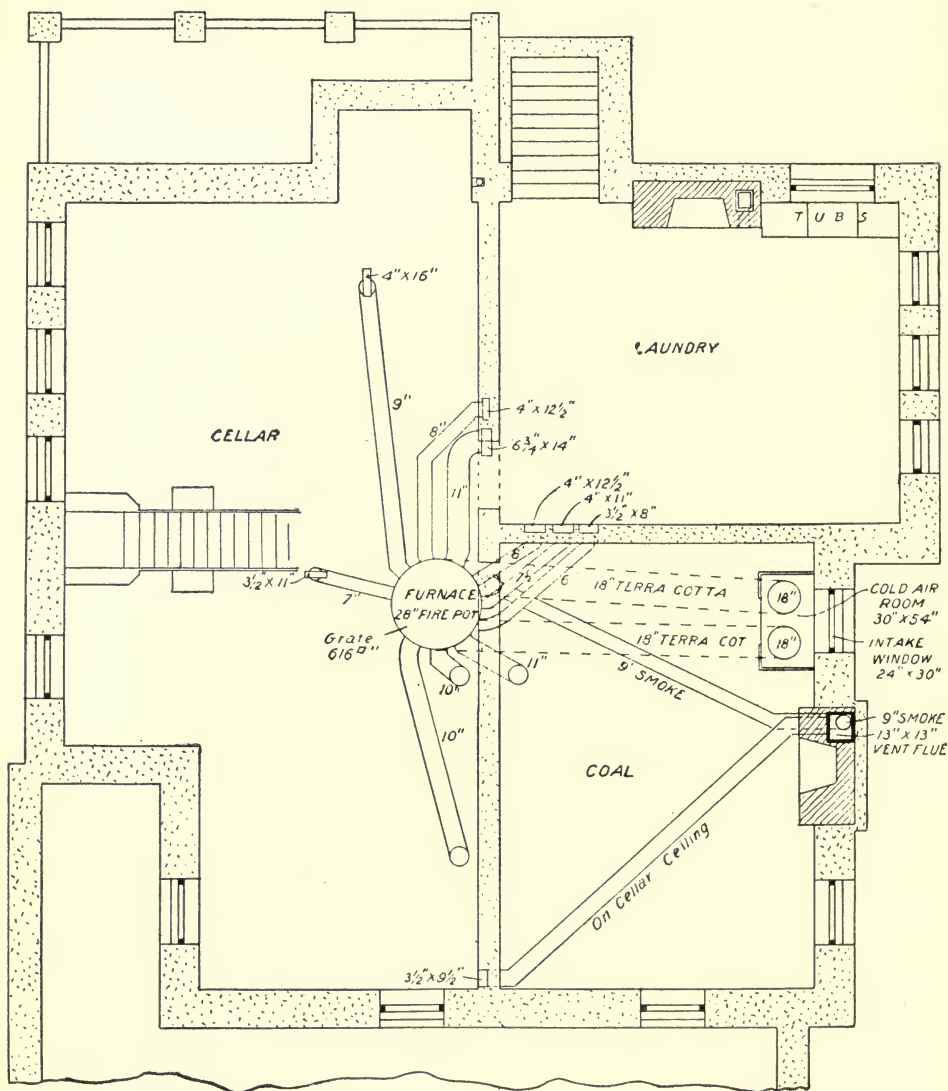 TUBS
4"X16"
LAUNDRY
9"
8"
4"X12½"
6¾"X14"
CELLAR
11"
4"X12½"
4"X11"
3½"X8"
3½"X11"
7"
FURNACE
28"FIRE POT
Grate
616□"
8
7½
6
18"TERRA COTTA
18"
COLD AIR
ROOM
30"X54"
18"TERRA COT
18"
INTAKE
WINDOW
24"X30"
10"
11"
9" SMOKE
10"
9"SMOKE
13"X13"
VENT FLUE
COAL
On Cellar Ceiling
3½"X9½"